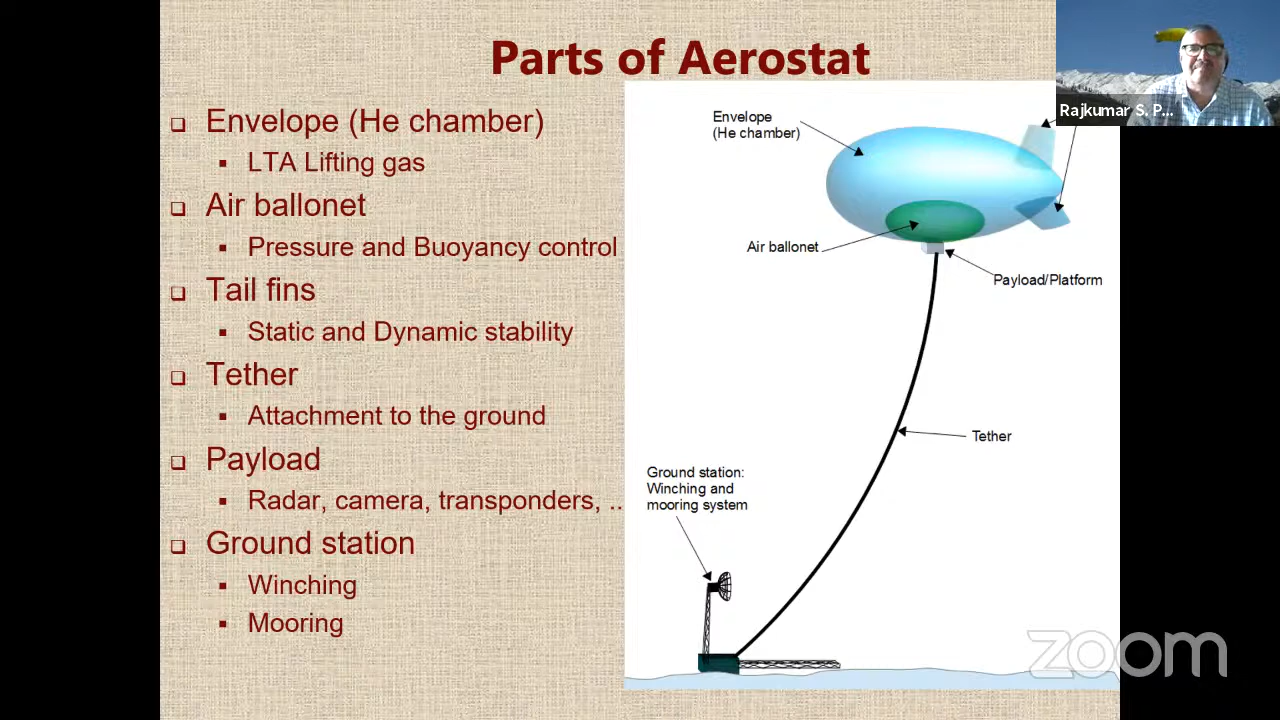 Parts of Aerostat
Rajkumar S. P...
Envelope (He chamber)
LTA Lifting gas
Air ballonet
Pressure and Buoyancy control
Tail fins
Static and Dynamic stability
Tether
Attachment to the ground
Payload
Radar, camera, transponders, ..
Ground station
Winching
Mooring
Envelope
(He chamber)
Air ballonet
Payload/Platform
Tether
Ground station:
Winching and
mooring system
zoom